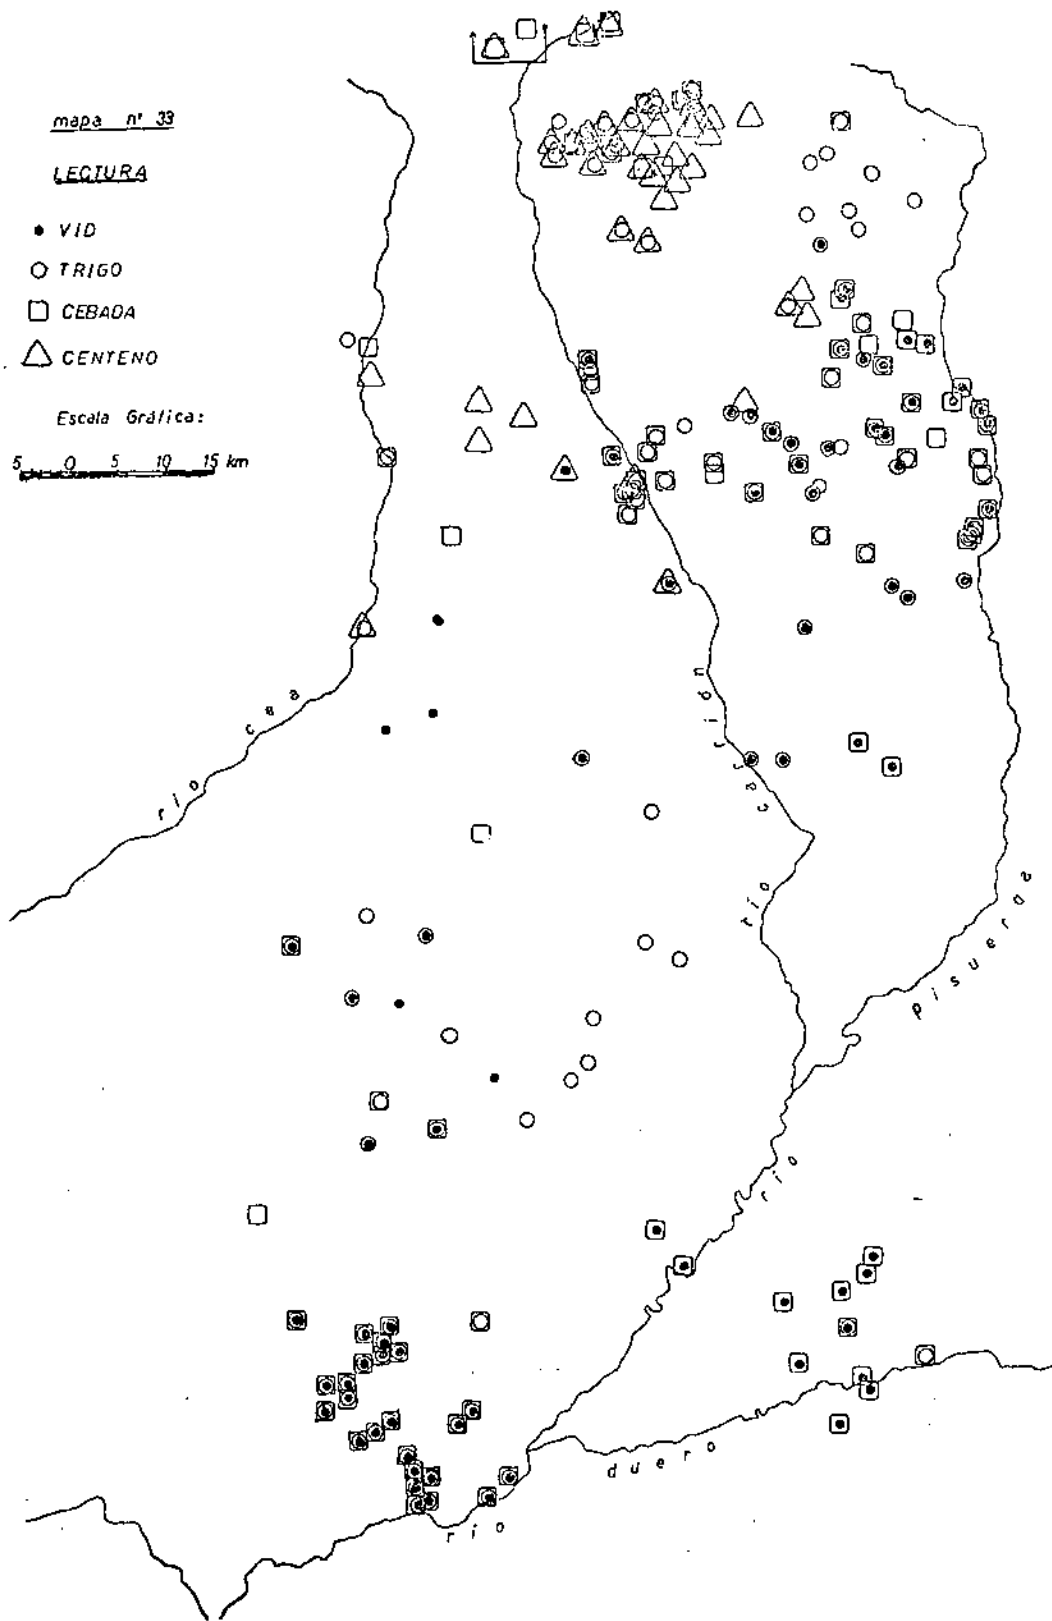 mapa nº 33
LECTURA
VID
TRIGO
CEBADA
CENTENO
Escala Gráfica:
5 0 5 10 15 km
río cea
río carrión
río pisuerga
río duero